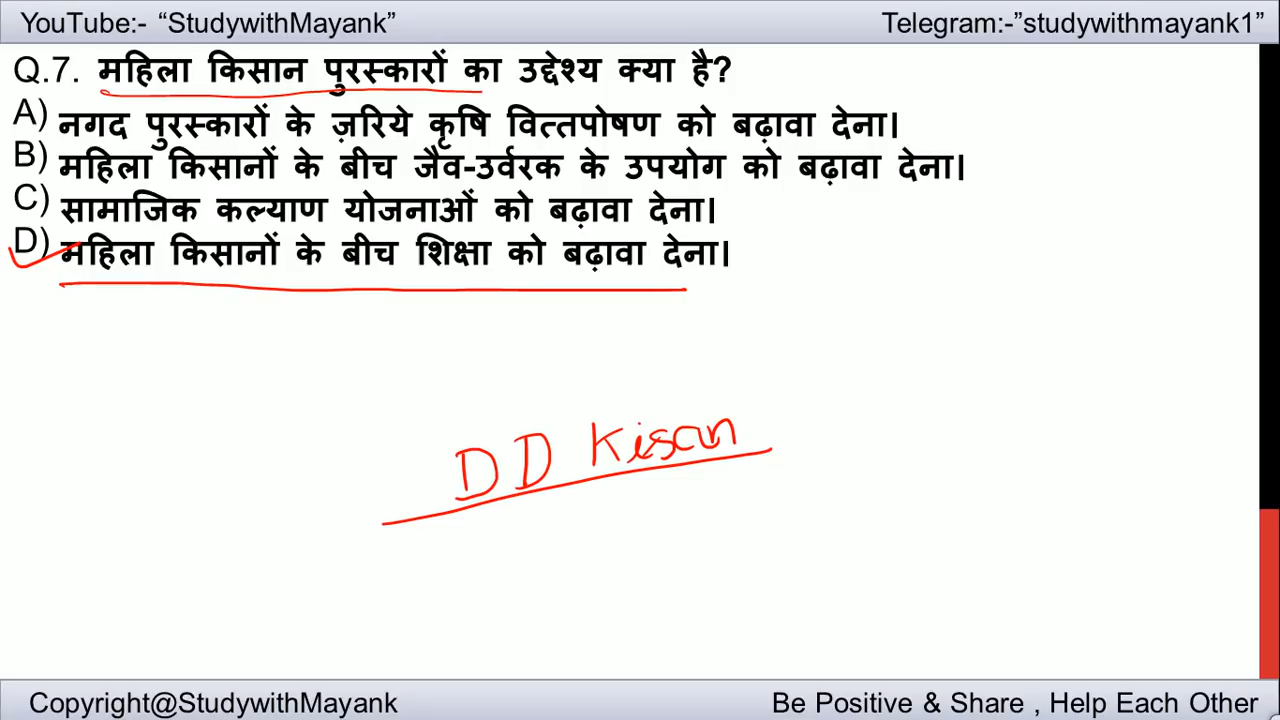 YouTube:- “StudywithMayank”
Telegram:-”studywithmayank1”
Q.7. महिला किसान पुरस्कारों का उद्देश्य क्या है?
A) नगद पुरस्कारों के ज़रिये कृषि वित्तपोषण को बढ़ावा देना।
B) महिला किसानों के बीच जैव-उर्वरक के उपयोग को बढ़ावा देना।
C) सामाजिक कल्याण योजनाओं को बढ़ावा देना।
D) महिला किसानों के बीच शिक्षा को बढ़ावा देना।
DD Kisan
Copyright@StudywithMayank
Be Positive & Share , Help Each Other